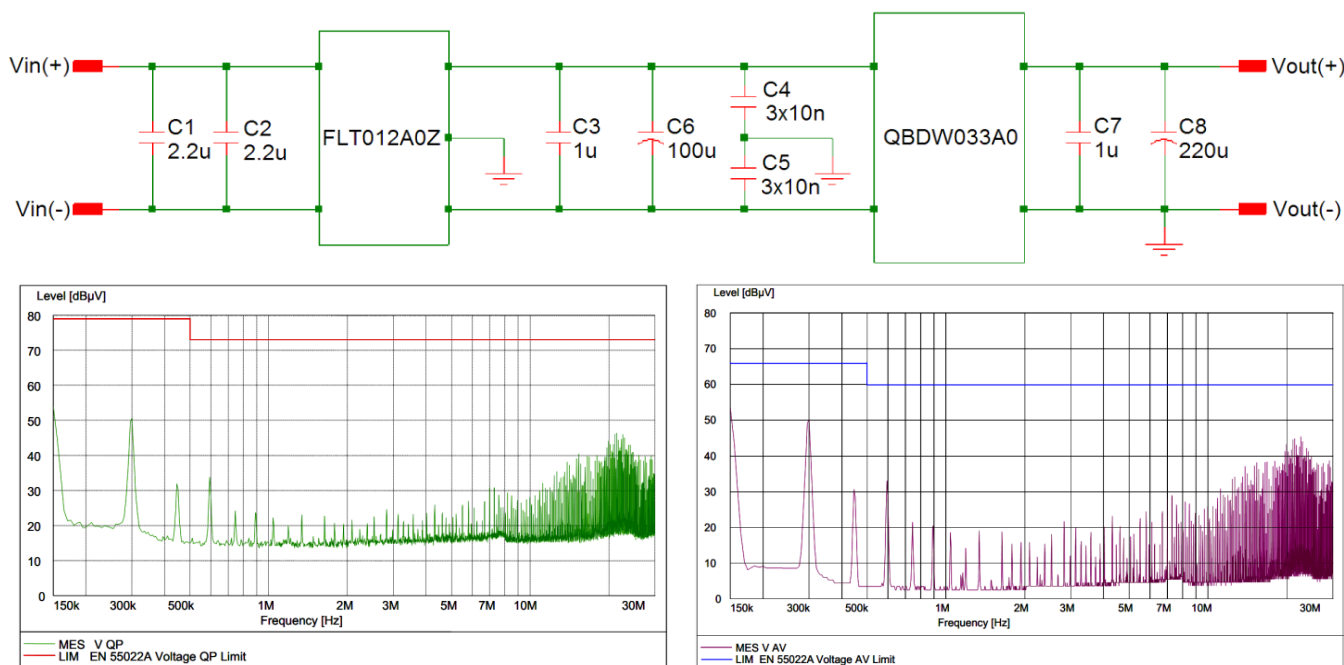 Vin(+)
Vin(-)
C1
2.2u
C2
2.2u
FLT012A0Z
C3
1u
C6
100u
C4
3x10n
C5
3x10n
QBDW033A0
C7
1u
C8
220u
Vout(+)
Vout(-)
Level [dBµV]
80
70
60
50
40
30
20
10
0
150k 300k 500k 1M 2M 3M 5M 7M 10M 30M
Frequency [Hz]
MES V QP
LIM EN 55022A Voltage QP Limit
Level [dBµV]
80
70
60
50
40
30
20
10
0
150k 300k 500k 1M 2M 3M 5M 7M 10M 30M
Frequency [Hz]
MES V AV
LIM EN 55022A Voltage AV Limit